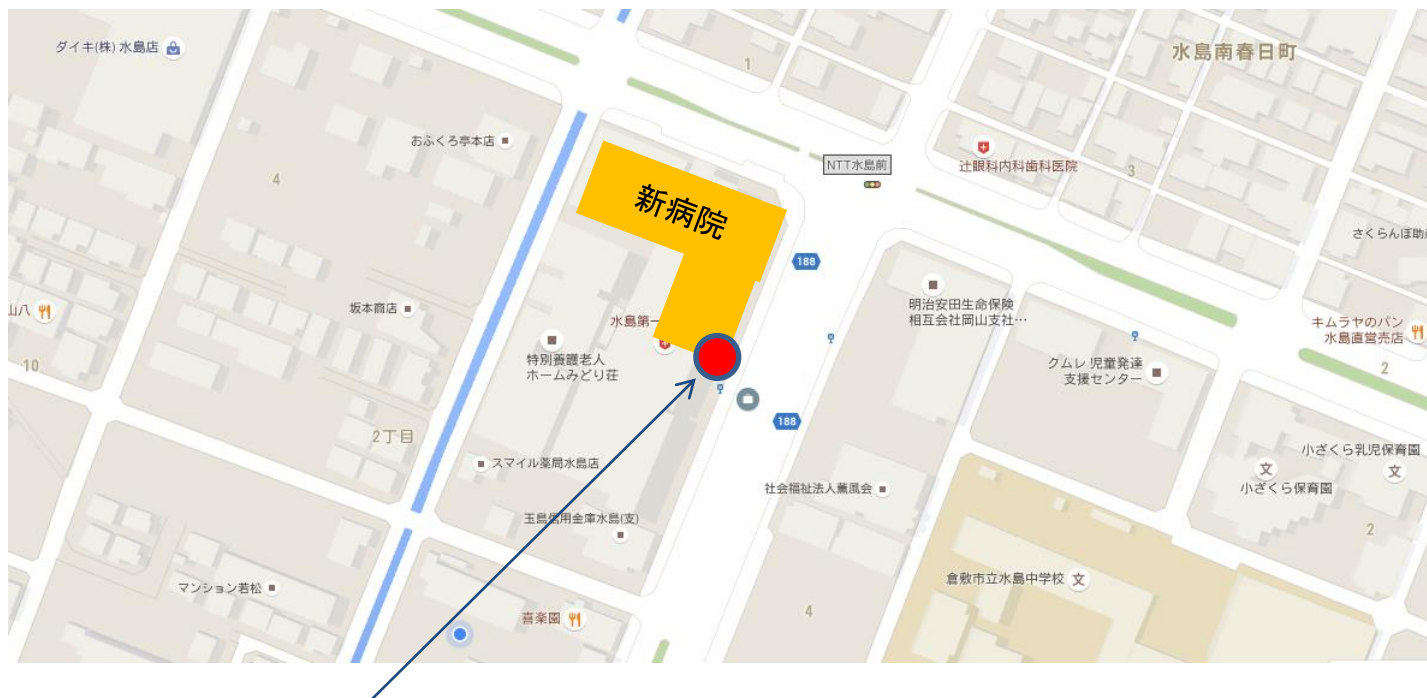 ダイキ(株) 水島店
1
水島南春日町
おふくろ亭本店
NTT水島前
辻眼科内科歯科医院
3
4
新病院
さくらんぼ助
188
明治安田生命保険
相互会社岡山支社…
山八
坂本商店
水島第一
キムラヤのパン
水島直営売店
特別養護老人
ホームみどり荘
クムレ 児童発達
支援センター
10
2
188
2丁目
小ざくら乳児保育園
文
スマイル薬局水島店
文
小ざくら保育園
社会福祉法人薫風会
玉島信用金庫水島(支)
2
倉敷市立水島中学校
文
マンション若松
4
喜楽園